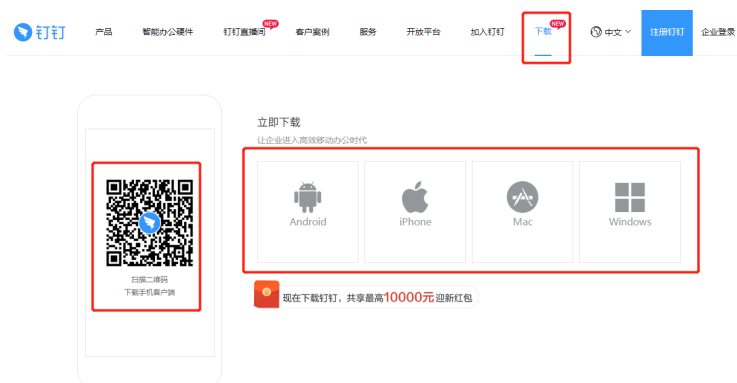 钉钉 产品 智能办公硬件 钉钉直播间 NEW 客户案例 服务 开放平台 加入钉钉 下载 NEW 中文 注册钉钉 企业登录
立即下载
让企业进入高效移动办公时代
Android iPhone Mac Windows
扫描二维码
下载手机客户端
现在下载钉钉，共享最高10000元迎新红包